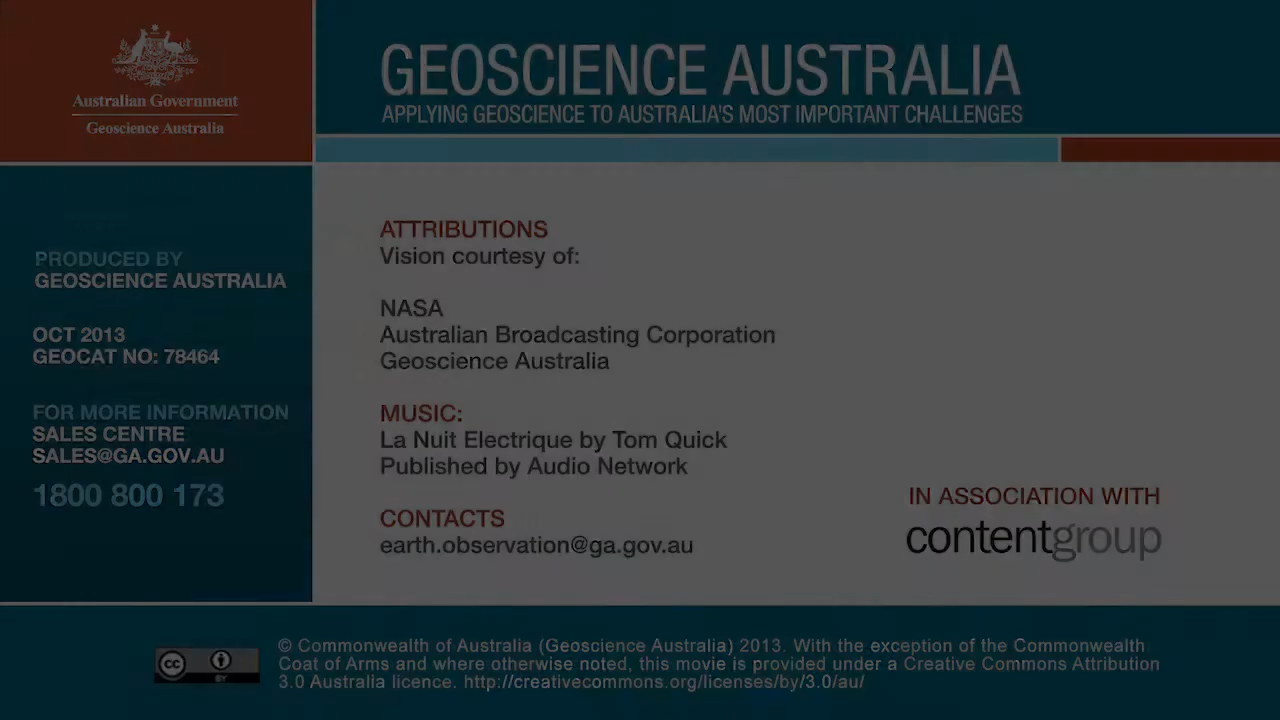 Australian Government
Geoscience Australia
GEOSCIENCE AUSTRALIA
APPLYING GEOSCIENCE TO AUSTRALIA'S MOST IMPORTANT CHALLENGES
PRODUCED BY
GEOSCIENCE AUSTRALIA
OCT 2013
GEOCAT NO: 78464
FOR MORE INFORMATION
SALES CENTRE
SALES@GA.GOV.AU
1800 800 173
ATTRIBUTIONS
Vision courtesy of:
NASA
Australian Broadcasting Corporation
Geoscience Australia
MUSIC:
La Nuit Electrique by Tom Quick
Published by Audio Network
CONTACTS
earth.observation@ga.gov.au
IN ASSOCIATION WITH
contentgroup
cc
BY
© Commonwealth of Australia (Geoscience Australia) 2013. With the exception of the Commonwealth
Coat of Arms and where otherwise noted, this movie is provided under a Creative Commons Attribution
3.0 Australia licence. http://creativecommons.org/licenses/by/3.0/au/